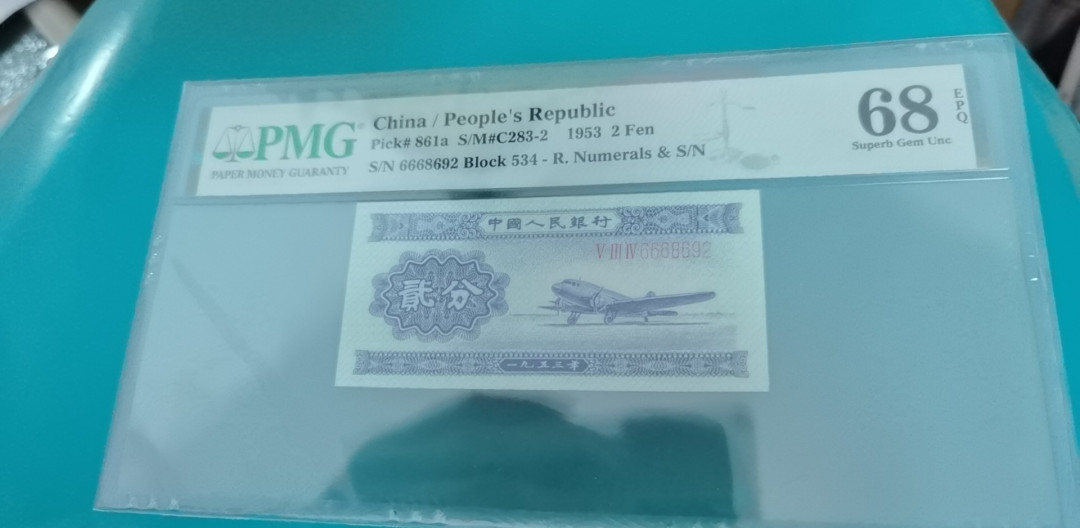 PMG
PAPER MONEY GUARANTY
China / People's Republic
Pick# 861a S/M#C283-2 1953 2 Fen
S/N 6668692 Block 534 - R. Numerals & S/N
68 EPQ
Superb Gem Unc
中國人民銀行
V III IV 6668692
貳分
一九五三年